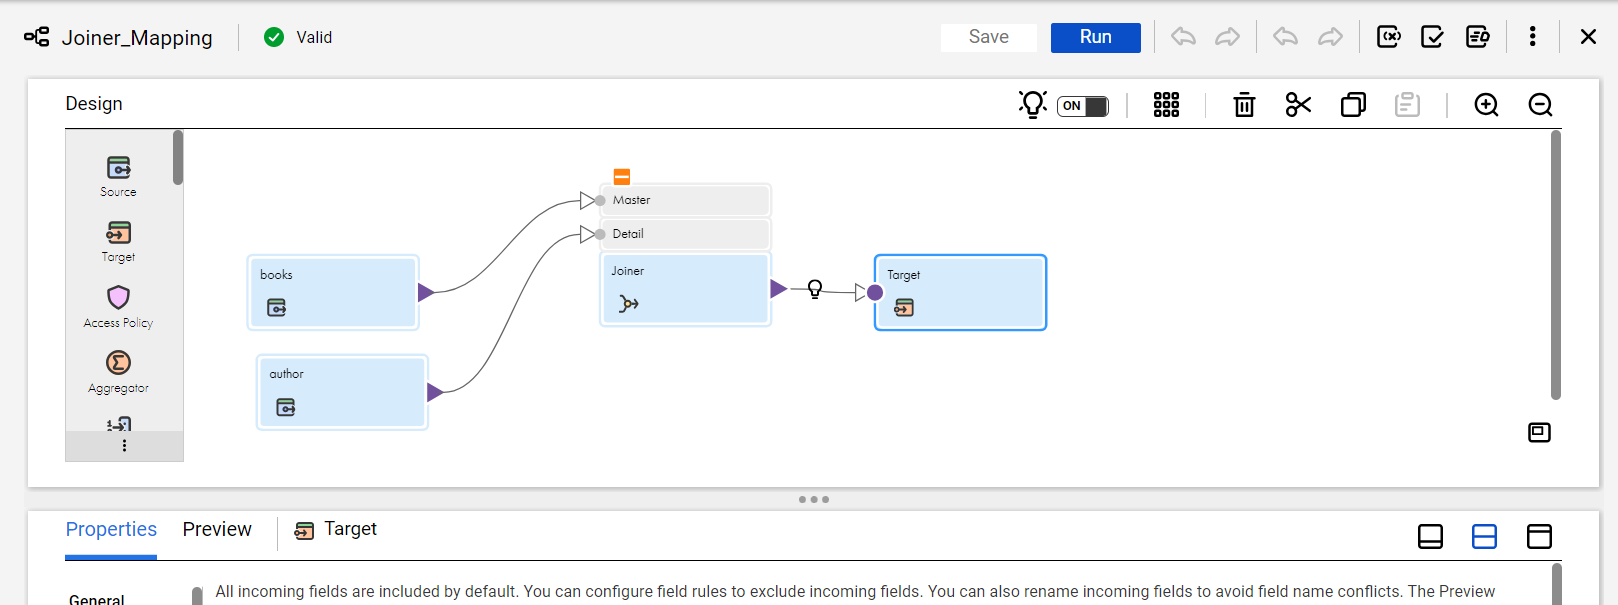 Joiner_Mapping
Valid
Save
Run
Design
ON
Source
Target
Access Policy
Aggregator
Master
Detail
Joiner
books
author
Target
Properties
Preview
Target
General
All incoming fields are included by default. You can configure field rules to exclude incoming fields. You can also rename incoming fields to avoid field name conflicts. The Preview